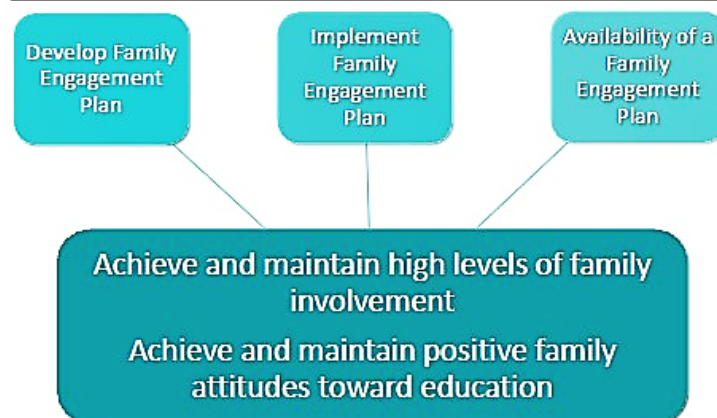 Develop Family
Engagement
Plan
Implement
Family
Engagement
Plan
Availability of a
Family
Engagement
Plan
Achieve and maintain high levels of family
involvement
Achieve and maintain positive family
attitudes toward education